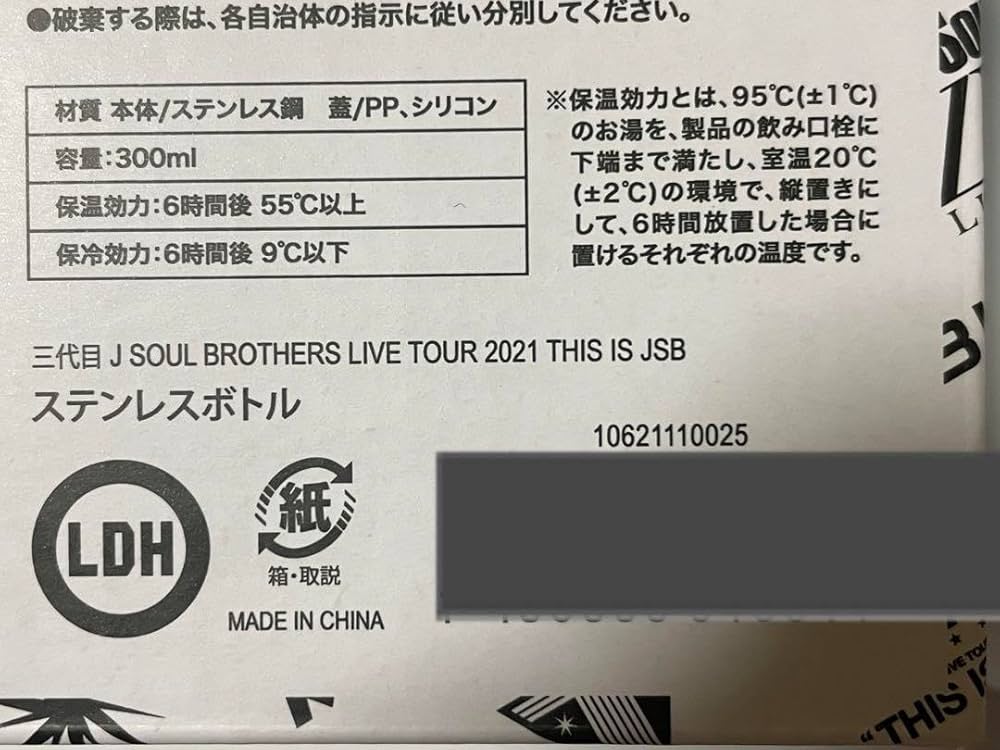 ●破棄する際は、各自治体の指示に従い分別してください。
材質 本体/ステンレス鋼　蓋/PP、シリコン
容量:300ml
保温効力:6時間後 55℃以上
保冷効力:6時間後 9℃以下
※保温効力とは、95℃(±1℃)
のお湯を、製品の飲み口栓に
下端まで満たし、室温20℃
(±2℃)の環境で、縦置きに
して、6時間放置した場合に
置けるそれぞれの温度です。
三代目 J SOUL BROTHERS LIVE TOUR 2021 THIS IS JSB
ステンレスボトル
10621110025
LDH
紙
箱・取説
MADE IN CHINA
"THIS IS